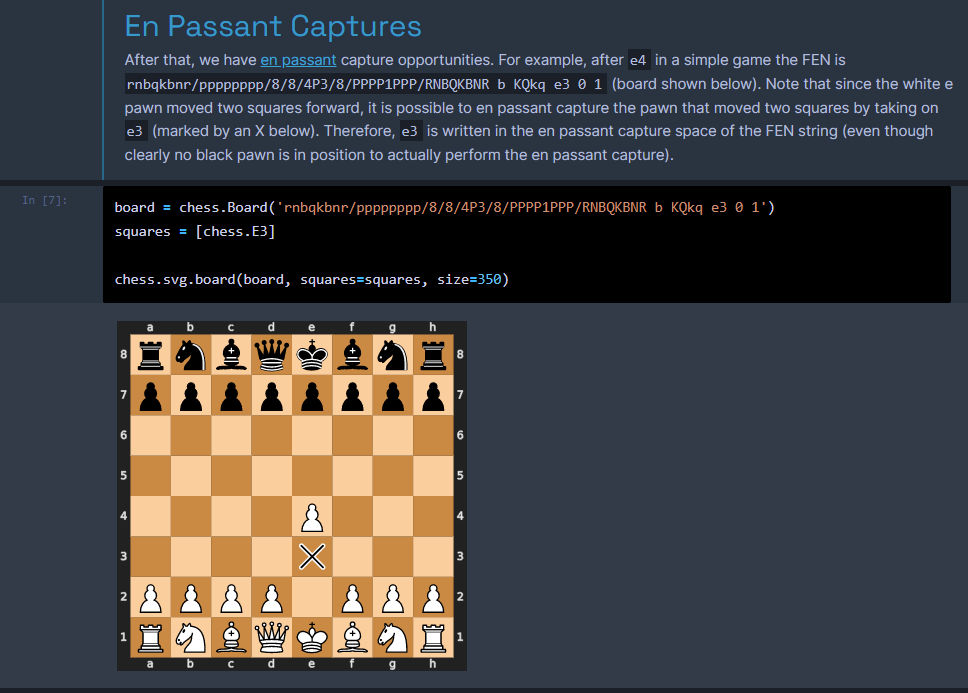 En Passant Captures
After that, we have en passant capture opportunities. For example, after e4 in a simple game the FEN is
rnbqkbnr/pppppppp/8/8/4P3/8/PPPP1PPP/RNBQKBNR b KQkq e3 0 1 (board shown below). Note that since the white e
pawn moved two squares forward, it is possible to en passant capture the pawn that moved two squares by taking on
e3 (marked by an X below). Therefore, e3 is written in the en passant capture space of the FEN string (even though
clearly no black pawn is in position to actually perform the en passant capture).
In [7]:
board = chess.Board('rnbqkbnr/pppppppp/8/8/4P3/8/PPPP1PPP/RNBQKBNR b KQkq e3 0 1')
squares = [chess.E3]
chess.svg.board(board, squares=squares, size=350)
a b c d e f g h
8 8
7 7
6 6
5 5
4 4
3 3
2 2
1 1
a b c d e f g h